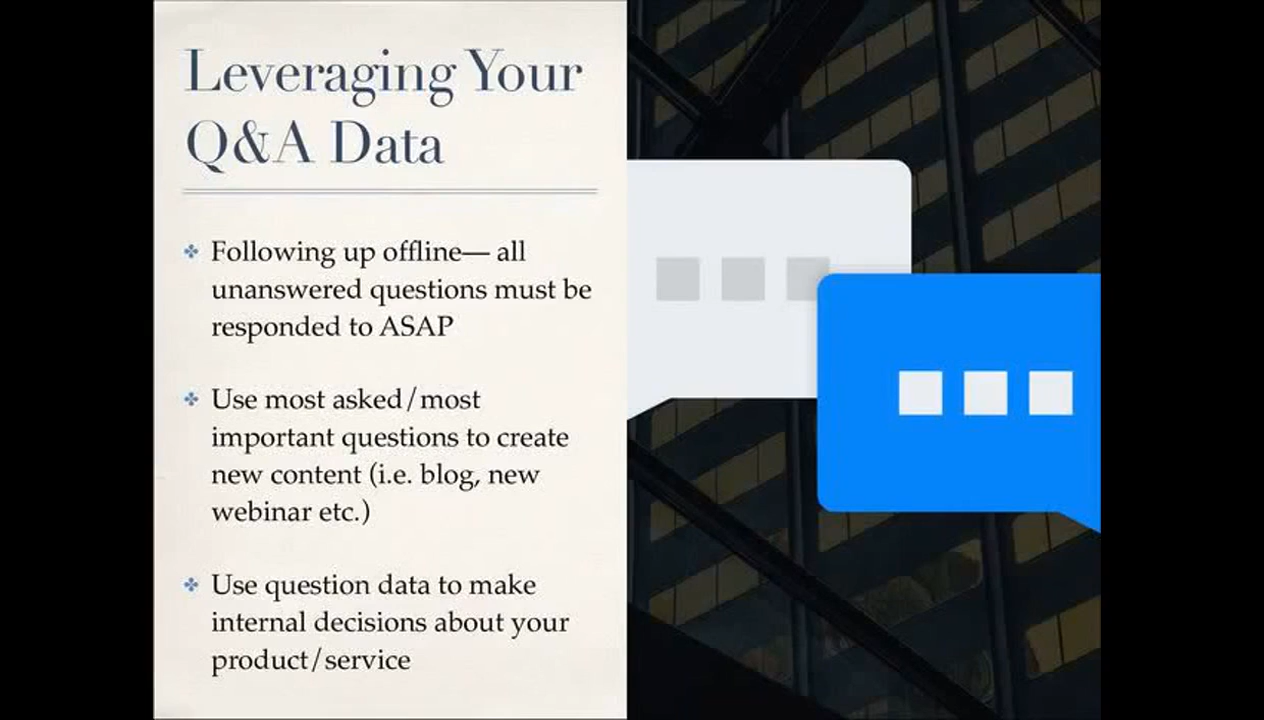 Leveraging Your
Q&A Data
Following up offline— all
unanswered questions must be
responded to ASAP
Use most asked/most
important questions to create
new content (i.e. blog, new
webinar etc.)
Use question data to make
internal decisions about your
product/service